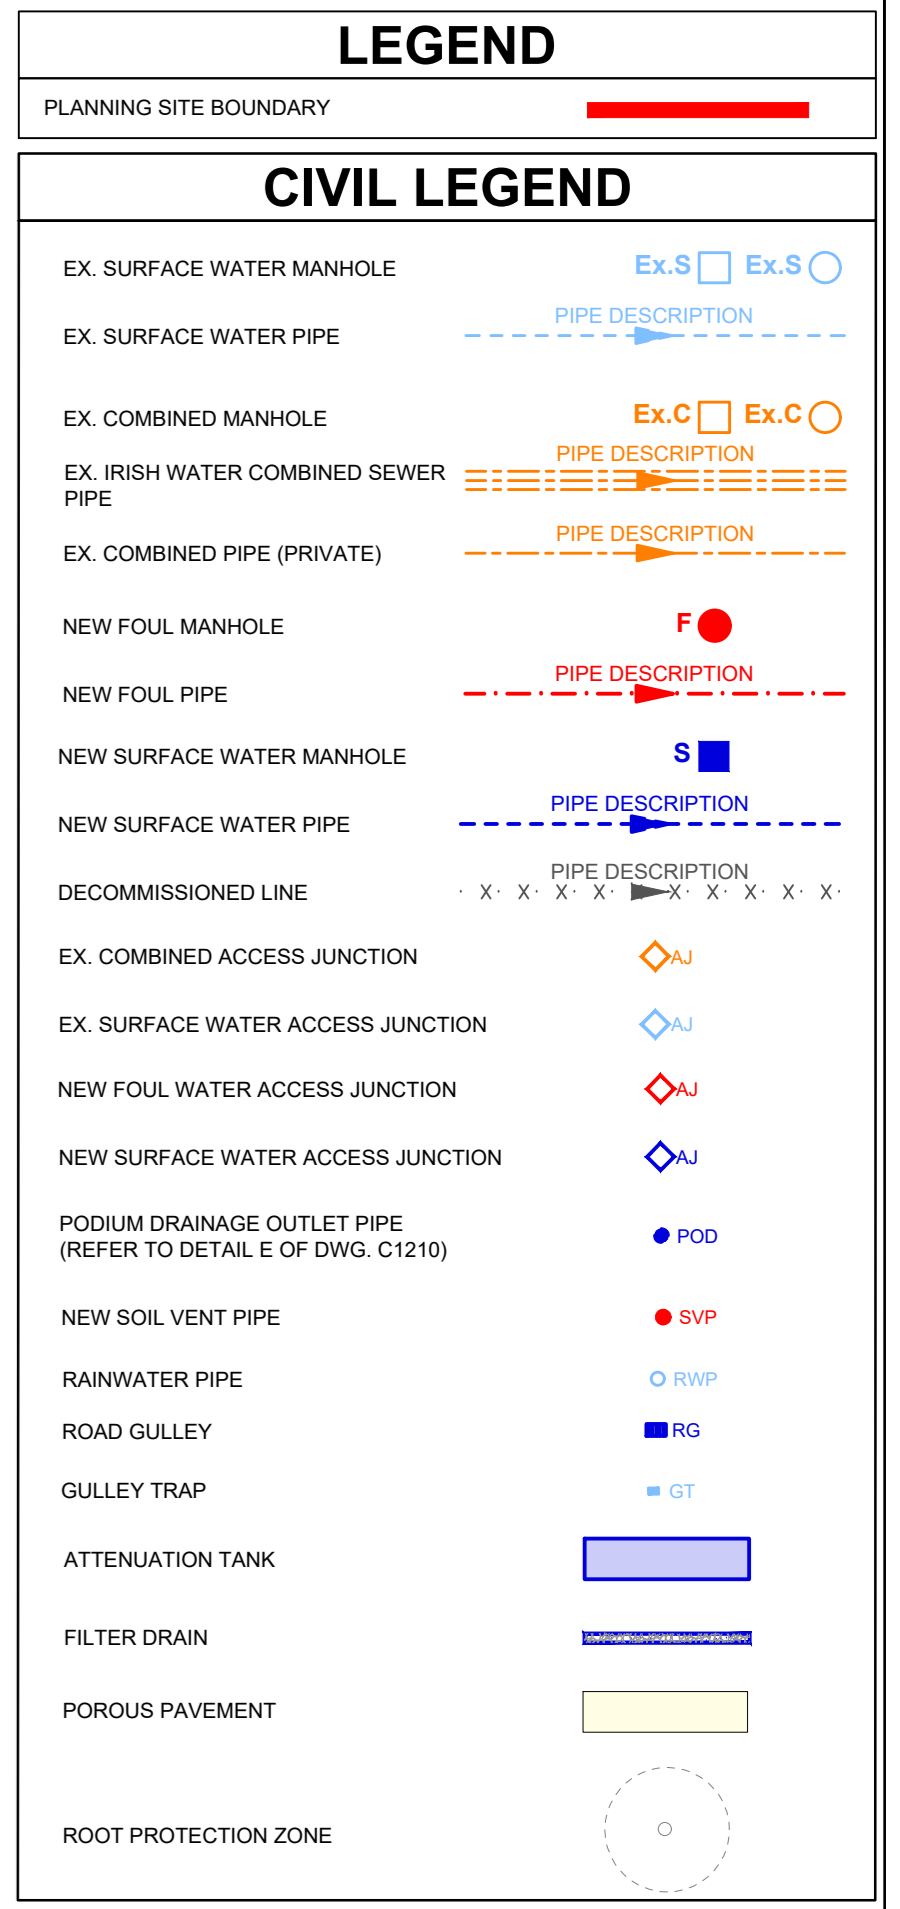 LEGEND
PLANNING SITE BOUNDARY
CIVIL LEGEND
EX. SURFACE WATER MANHOLE
Ex.S Ex.S
EX. SURFACE WATER PIPE
PIPE DESCRIPTION
EX. COMBINED MANHOLE
Ex.C Ex.C
EX. IRISH WATER COMBINED SEWER
PIPE
PIPE DESCRIPTION
EX. COMBINED PIPE (PRIVATE)
PIPE DESCRIPTION
NEW FOUL MANHOLE
F
NEW FOUL PIPE
PIPE DESCRIPTION
NEW SURFACE WATER MANHOLE
S
NEW SURFACE WATER PIPE
PIPE DESCRIPTION
DECOMMISSIONED LINE
PIPE DESCRIPTION
EX. COMBINED ACCESS JUNCTION
AJ
EX. SURFACE WATER ACCESS JUNCTION
AJ
NEW FOUL WATER ACCESS JUNCTION
AJ
NEW SURFACE WATER ACCESS JUNCTION
AJ
PODIUM DRAINAGE OUTLET PIPE
(REFER TO DETAIL E OF DWG. C1210)
POD
NEW SOIL VENT PIPE
SVP
RAINWATER PIPE
RWP
ROAD GULLEY
RG
GULLEY TRAP
GT
ATTENUATION TANK
FILTER DRAIN
POROUS PAVEMENT
ROOT PROTECTION ZONE